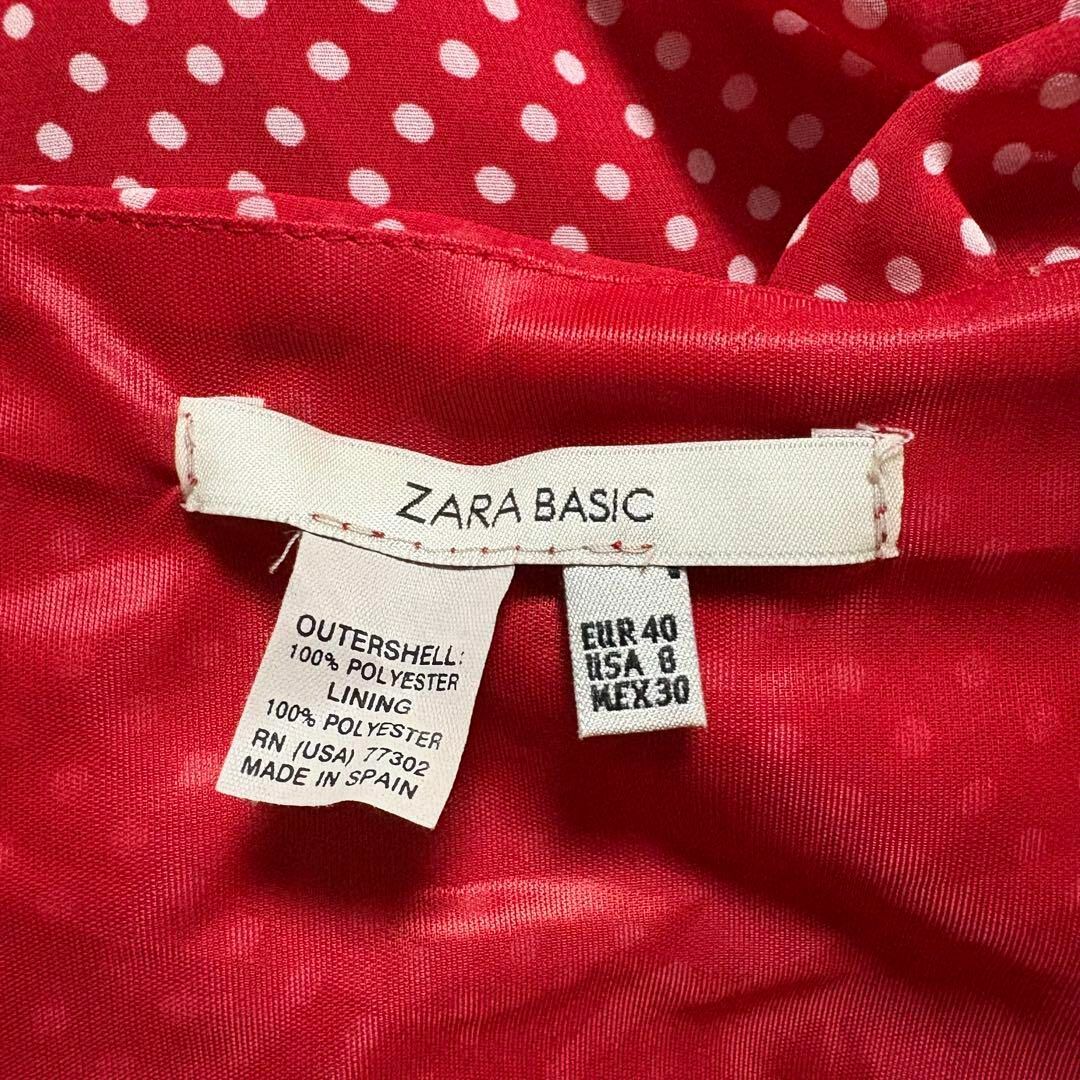 ZARA BASIC
OUTERSHELL:
100% POLYESTER
LINING
100% POLYESTER
RN (USA) 77302
MADE IN SPAIN
EUR 40
USA 8
MEX 30